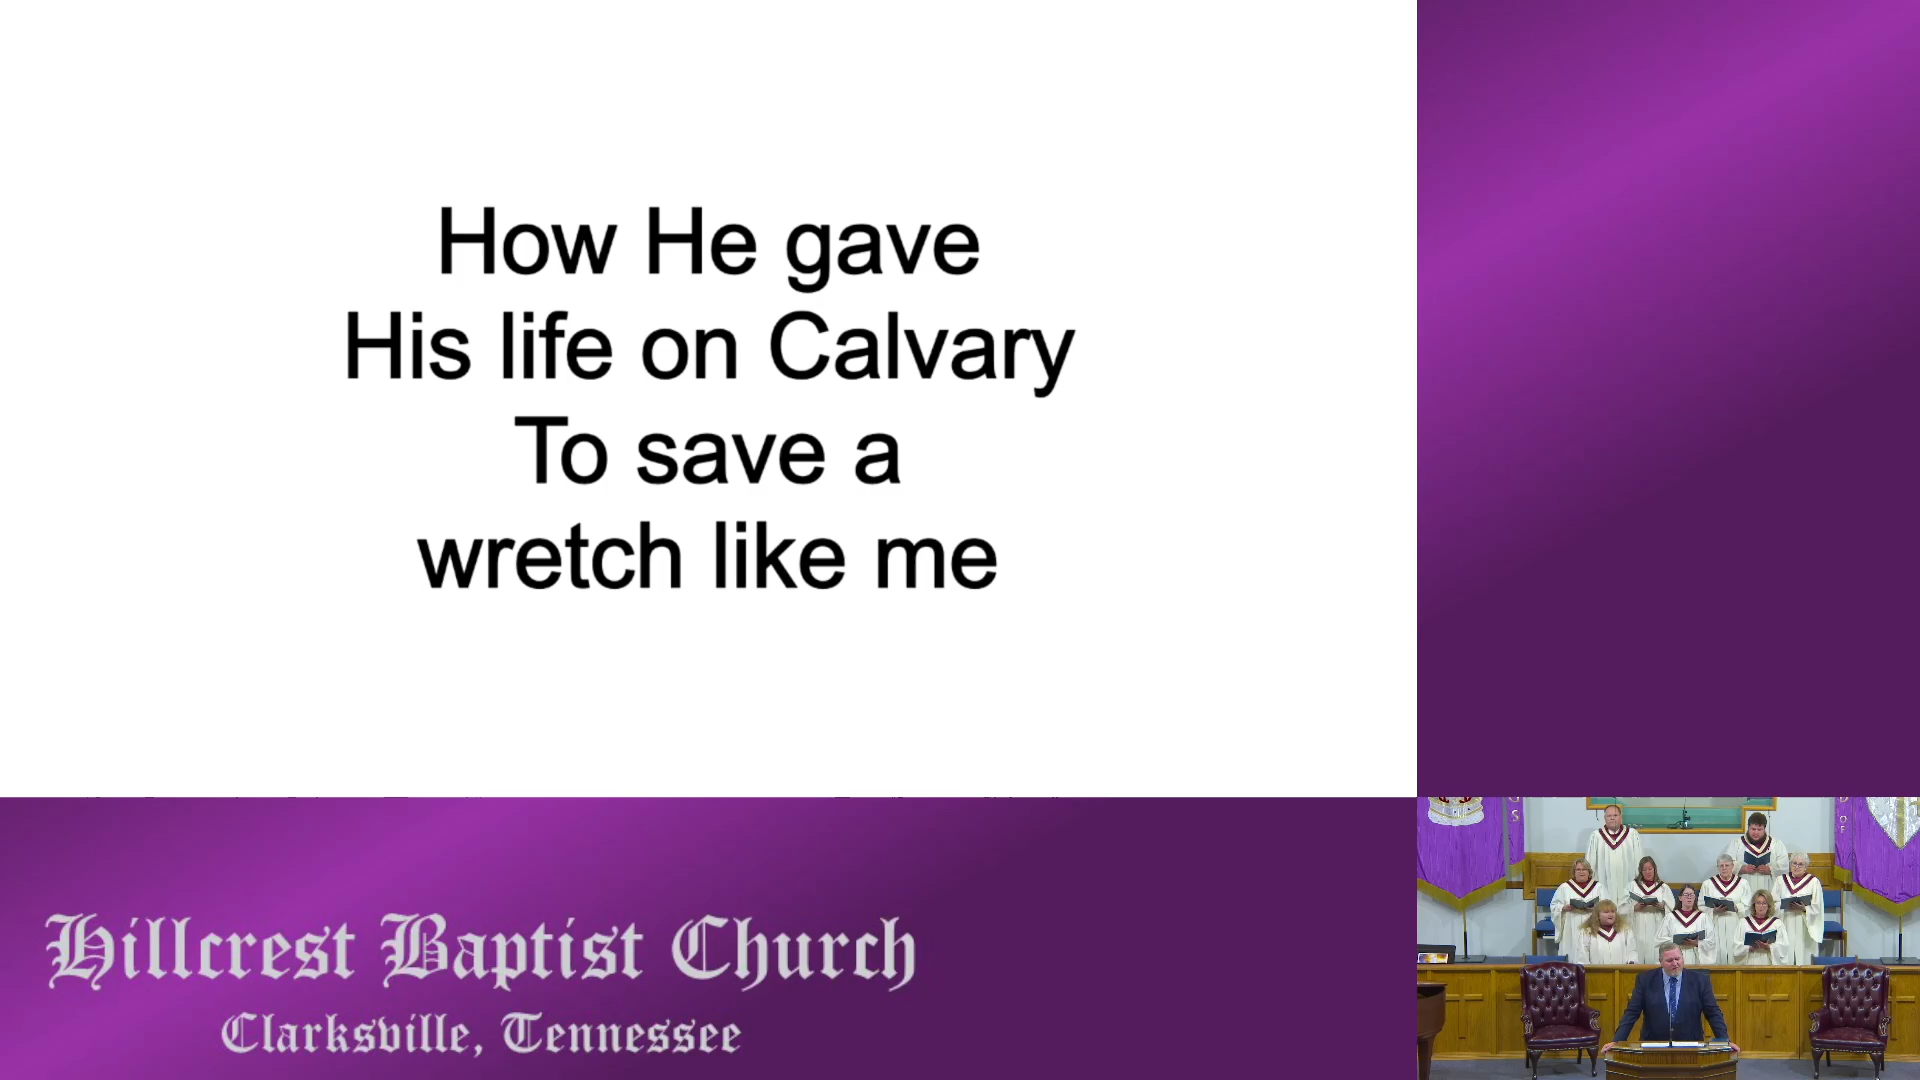 How He gave
His life on Calvary
To save a
wretch like me
Hillcrest Baptist Church
Clarksville, Tennessee